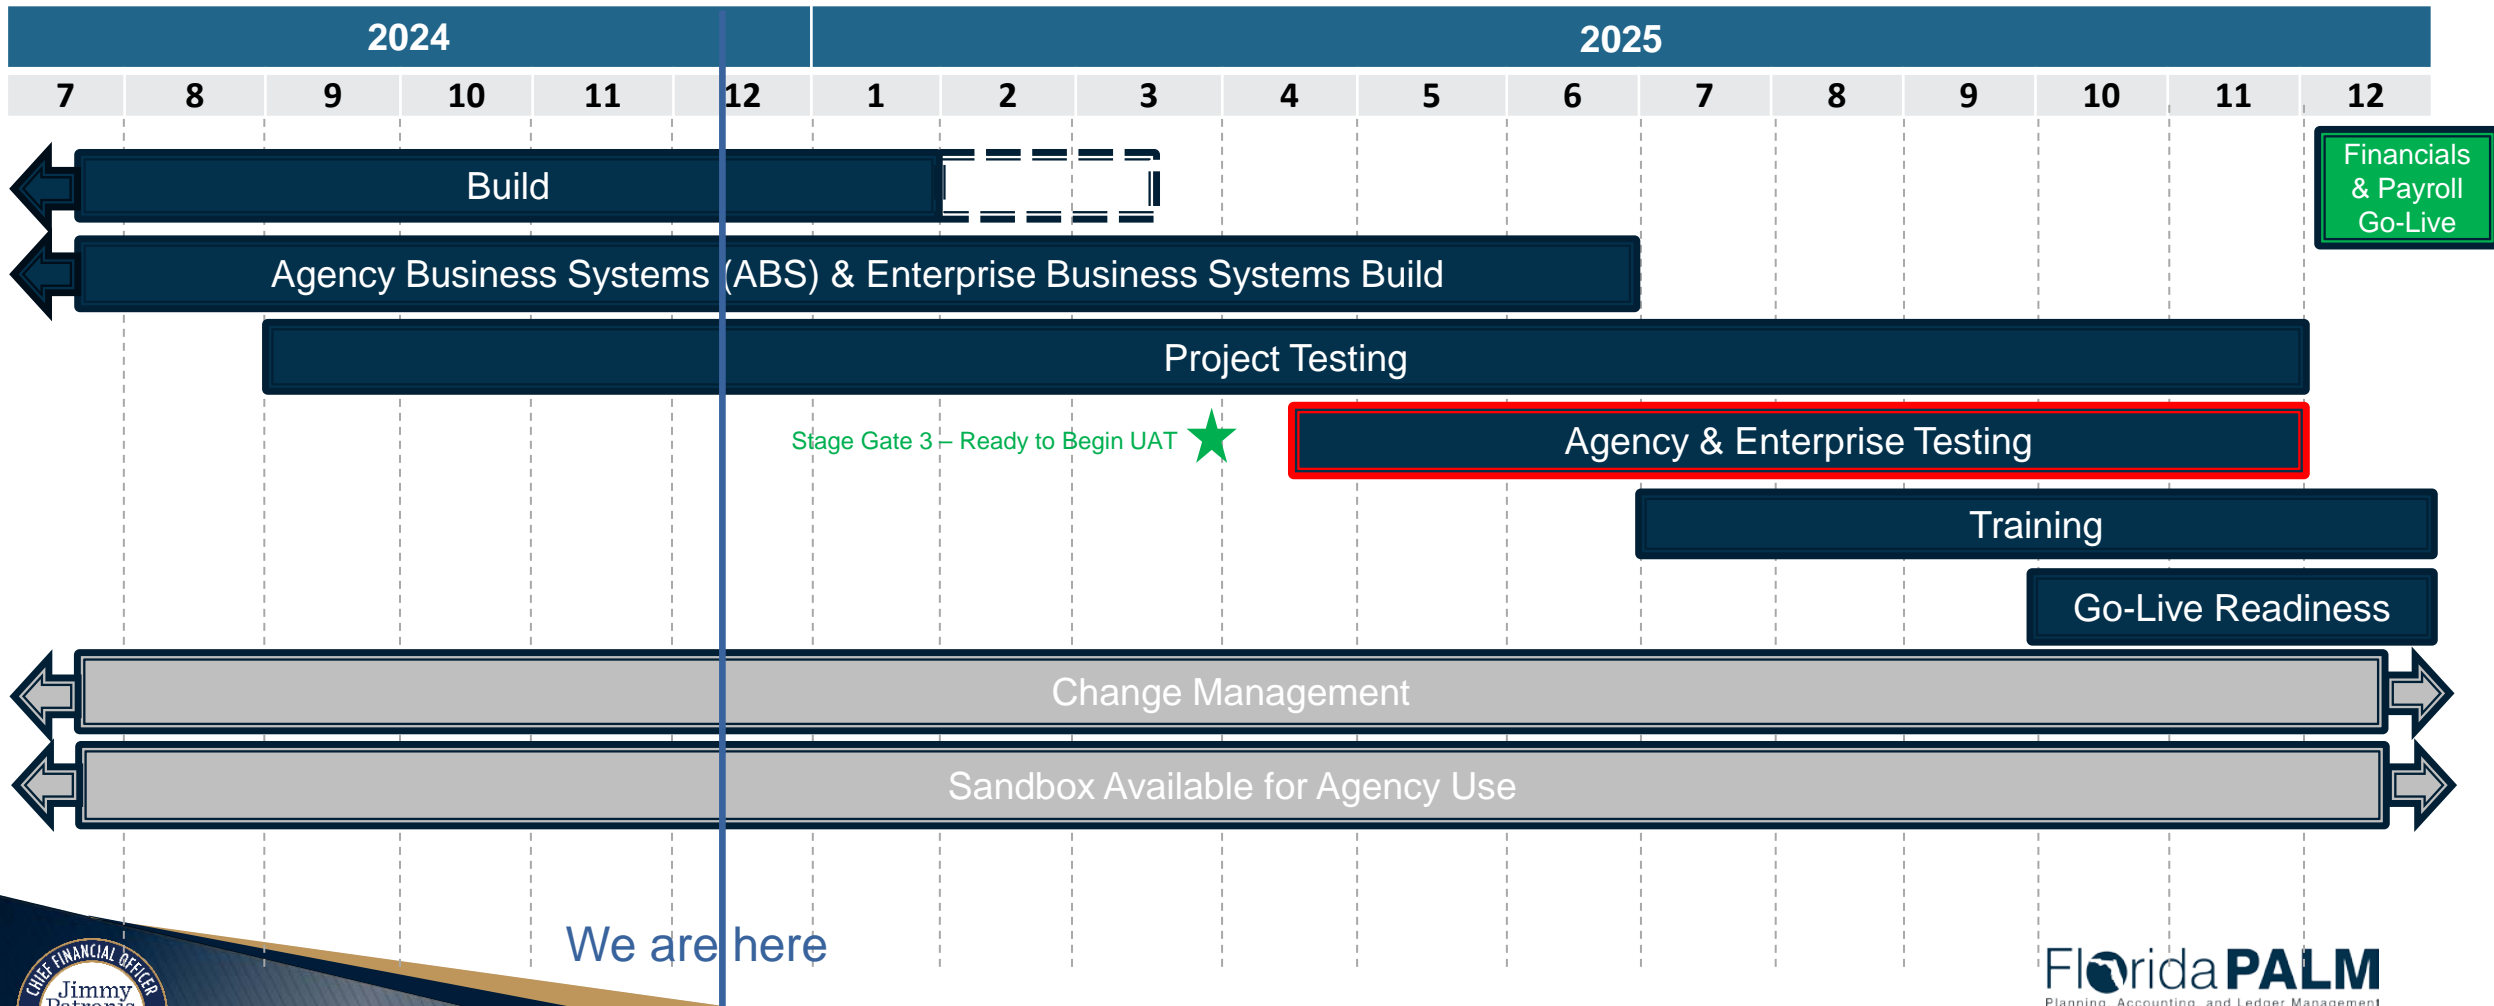 2024
2025
7 8 9 10 11 12 1 2 3 4 5 6 7 8 9 10 11 12
Financials
& Payroll
Go-Live
Build
Agency Business Systems (ABS) & Enterprise Business Systems Build
Project Testing
Stage Gate 3 – Ready to Begin UAT
Agency & Enterprise Testing
Training
Go-Live Readiness
Change Management
Sandbox Available for Agency Use
We are here
CHIEF FINANCIAL OFFICER
Jimmy
Patronis
Florida PALM
Planning, Accounting, and Ledger Management